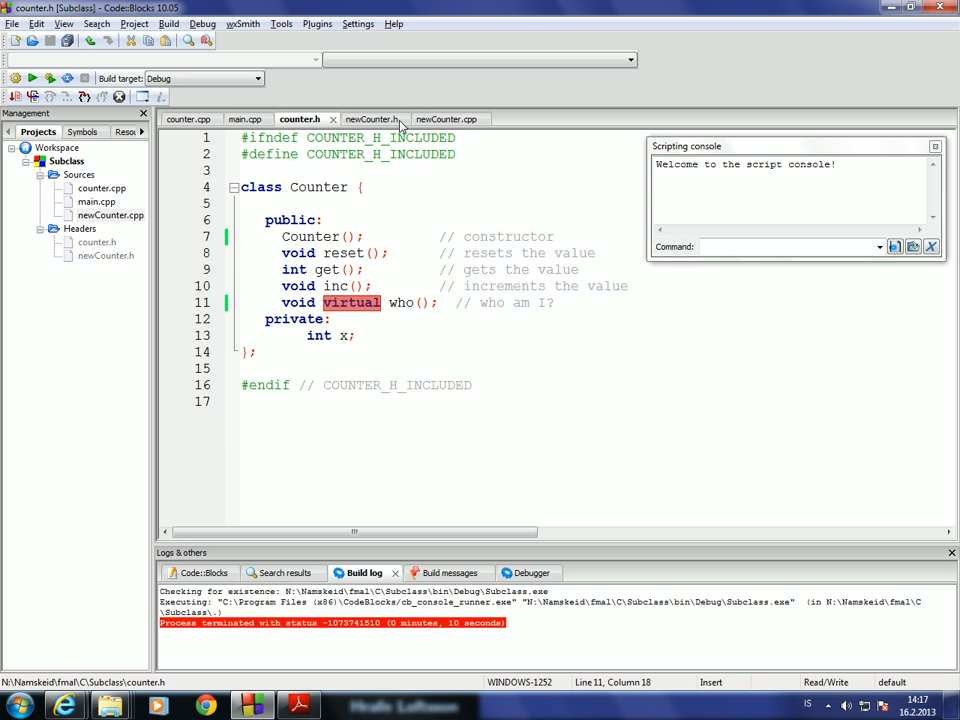 counter.h [Subclass] - Code::Blocks 10.05
File Edit View Search Project Build Debug wxSmith Tools Plugins Settings Help
Build target: Debug
Management
Projects Symbols Resou
Workspace
Subclass
Sources
counter.cpp
main.cpp
newCounter.cpp
Headers
counter.h
newCounter.h
counter.cpp main.cpp counter.h newCounter.h newCounter.cpp
1 #ifndef COUNTER_H_INCLUDED
2 #define COUNTER_H_INCLUDED
3
4 class Counter {
5
6 public:
7 Counter(); // constructor
8 void reset(); // resets the value
9 int get(); // gets the value
10 int inc(); // increments the value
11 void virtual who(); // who am I?
12 private:
13 int x;
14 };
15
16 #endif // COUNTER_H_INCLUDED
17
Scripting console
Welcome to the script console!
Command:
Logs & others
Code::Blocks Search results Build log Build messages Debugger
Checking for existence: N:\Namskeid\fmal\C\Subclass\bin\Debug\Subclass.exe
Executing: "C:\Program Files (x86)\CodeBlocks/cb_console_runner.exe" "N:\Namskeid\fmal\C\Subclass\bin\Debug\Subclass.exe" (in N:\Namskeid\fmal\C
\Subclass\.)
Process terminated with status -1073741510 (0 minutes, 10 seconds)
N:\Namskeid\fmal\C\Subclass\counter.h WINDOWS-1252 Line 11, Column 18 Insert Read/Write default
Hrafn Loftsson
IS 14:17
16.2.2013